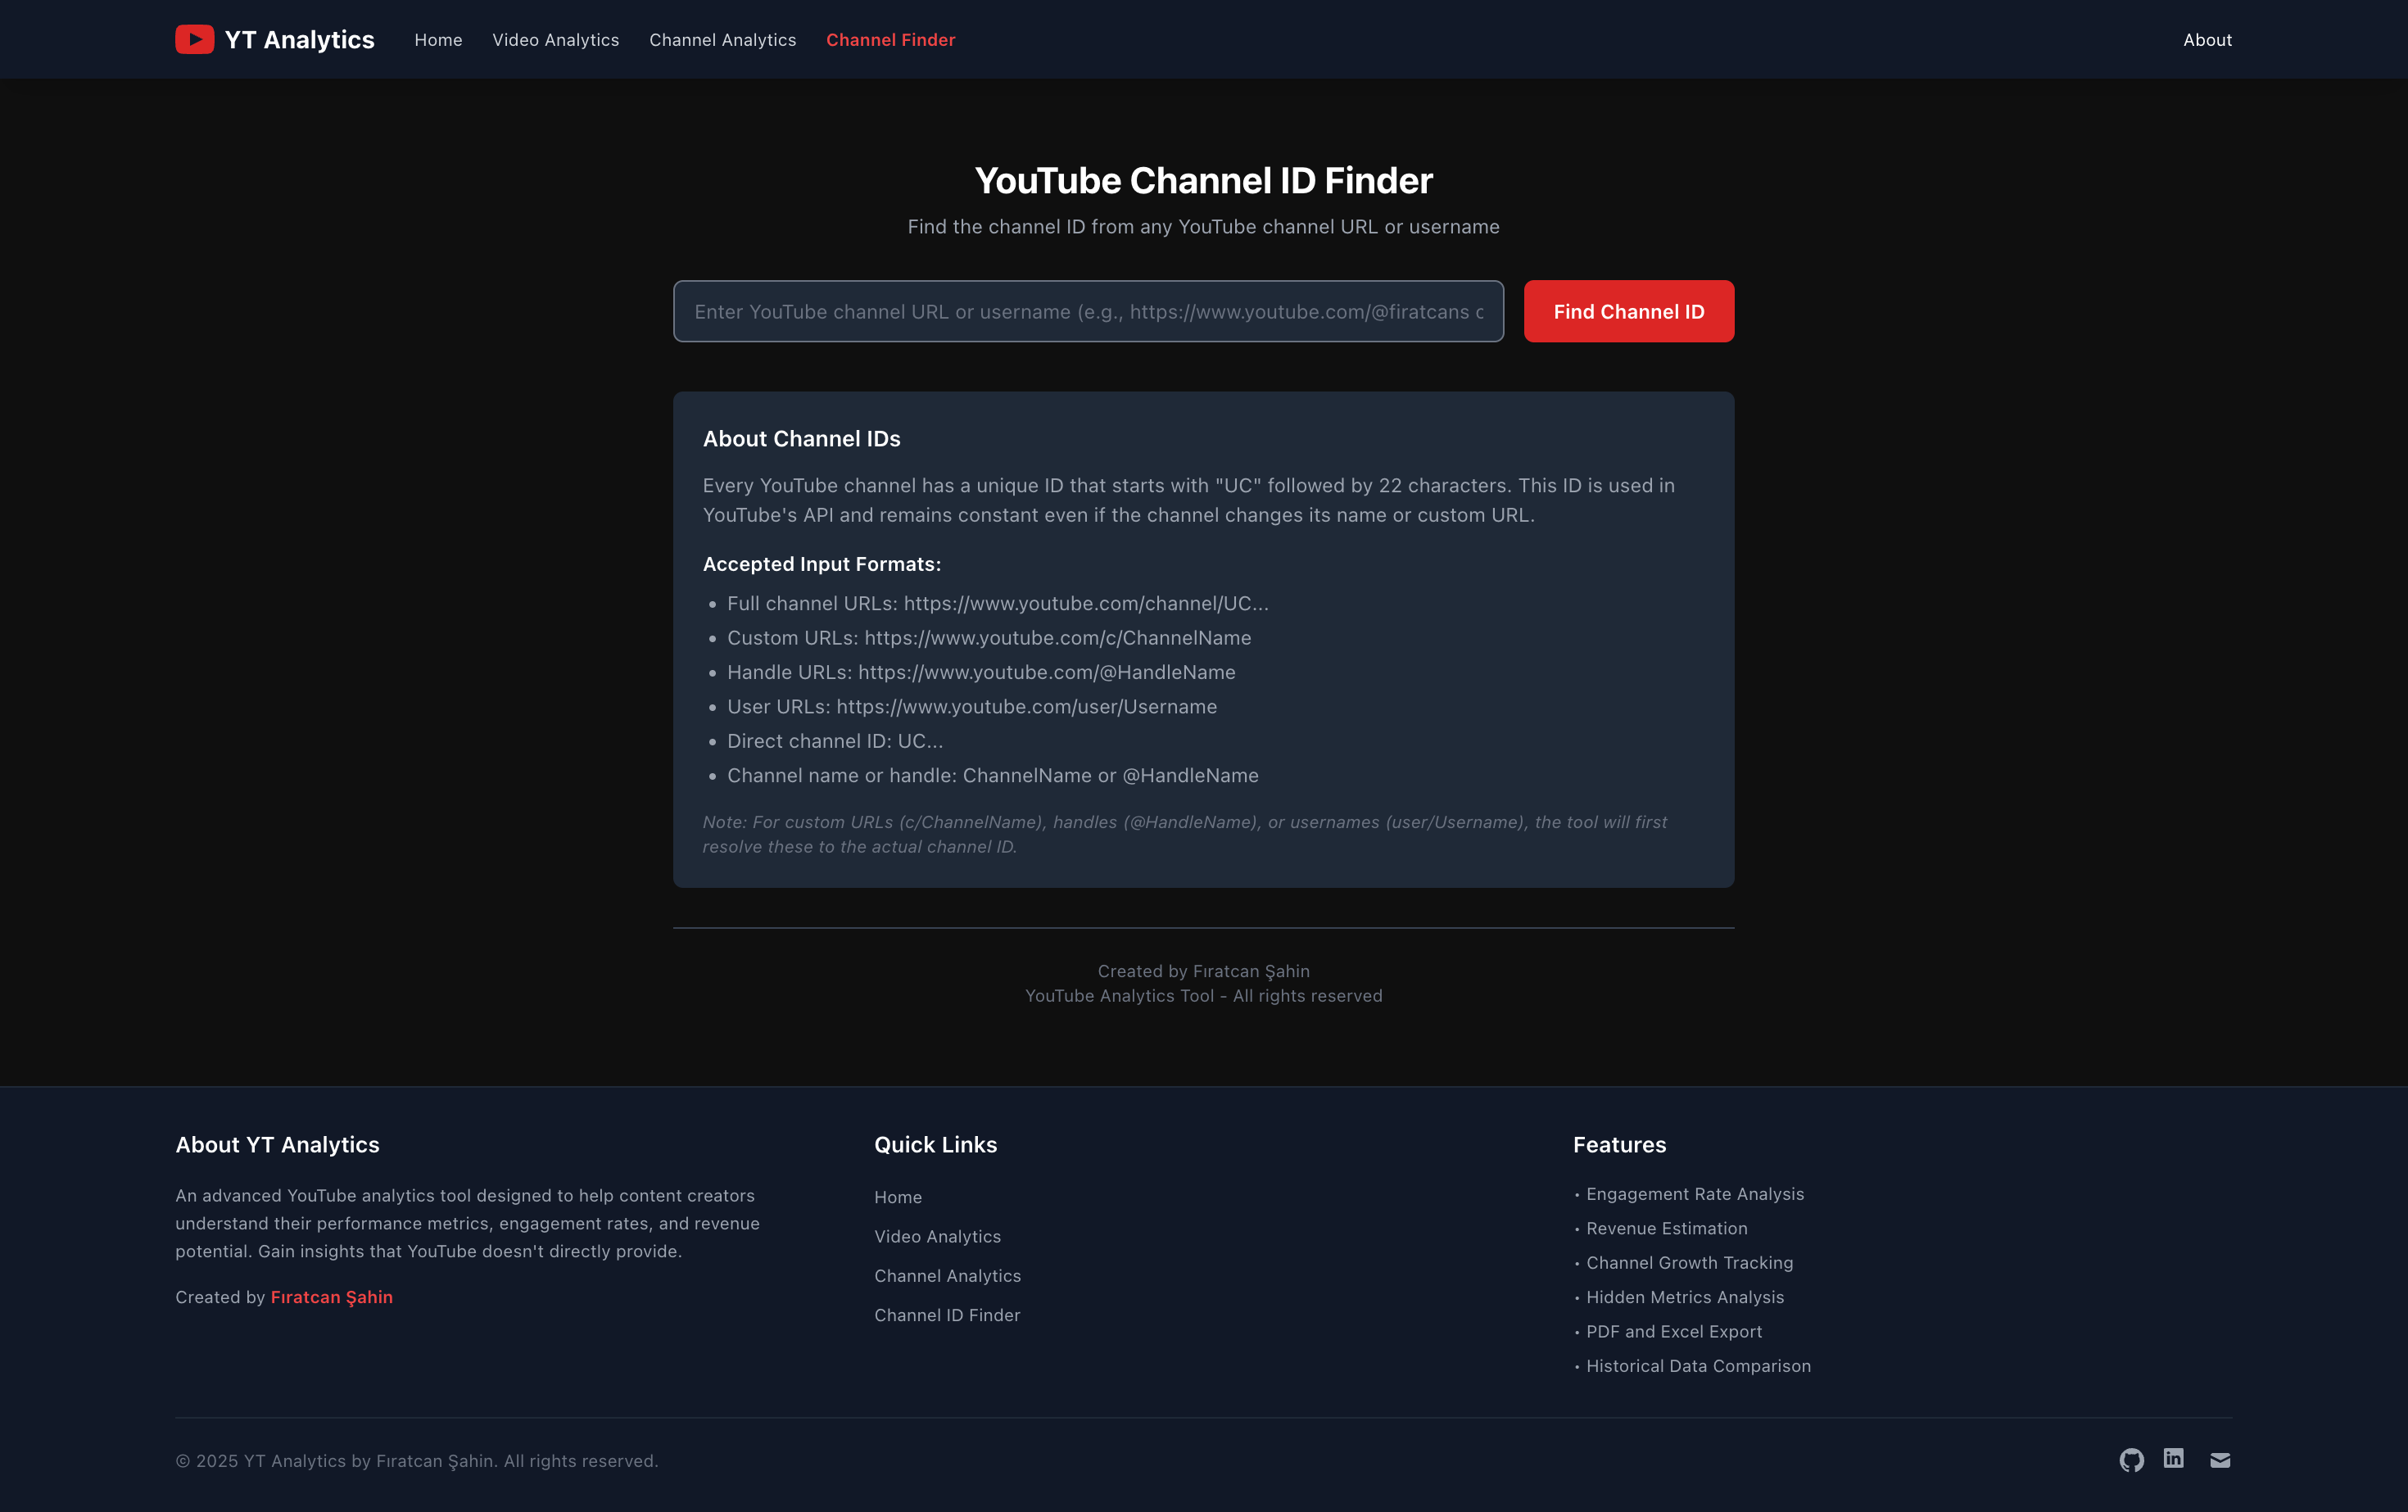 YT Analytics
Home
Video Analytics
Channel Analytics
Channel Finder
About
YouTube Channel ID Finder
Find the channel ID from any YouTube channel URL or username
Enter YouTube channel URL or username (e.g., https://www.youtube.com/@firatcans
Find Channel ID
About Channel IDs
Every YouTube channel has a unique ID that starts with "UC" followed by 22 characters. This ID is used in
YouTube's API and remains constant even if the channel changes its name or custom URL.
Accepted Input Formats:
• Full channel URLs: https://www.youtube.com/channel/UC...
• Custom URLs: https://www.youtube.com/c/ChannelName
• Handle URLs: https://www.youtube.com/@HandleName
• User URLs: https://www.youtube.com/user/Username
• Direct channel ID: UC...
• Channel name or handle: ChannelName or @HandleName
Note: For custom URLs (c/ChannelName), handles (@HandleName), or usernames (user/Username), the tool will first
resolve these to the actual channel ID.
Created by Fıratcan Şahin
YouTube Analytics Tool - All rights reserved
About YT Analytics
An advanced YouTube analytics tool designed to help content creators
understand their performance metrics, engagement rates, and revenue
potential. Gain insights that YouTube doesn't directly provide.
Created by Fıratcan Şahin
Quick Links
Home
Video Analytics
Channel Analytics
Channel ID Finder
Features
• Engagement Rate Analysis
• Revenue Estimation
• Channel Growth Tracking
• Hidden Metrics Analysis
• PDF and Excel Export
• Historical Data Comparison
© 2025 YT Analytics by Fıratcan Şahin. All rights reserved.